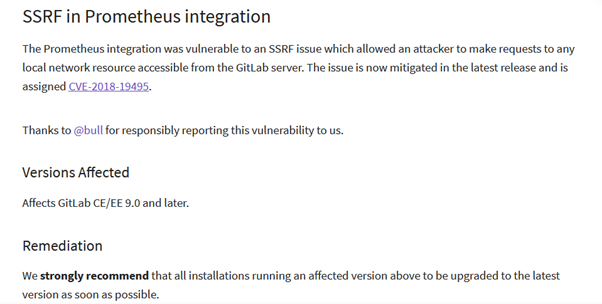 SSRF in Prometheus integration
The Prometheus integration was vulnerable to an SSRF issue which allowed an attacker to make requests to any
local network resource accessible from the GitLab server. The issue is now mitigated in the latest release and is
assigned CVE-2018-19495.
Thanks to @bull for responsibly reporting this vulnerability to us.
Versions Affected
Affects GitLab CE/EE 9.0 and later.
Remediation
We strongly recommend that all installations running an affected version above to be upgraded to the latest
version as soon as possible.